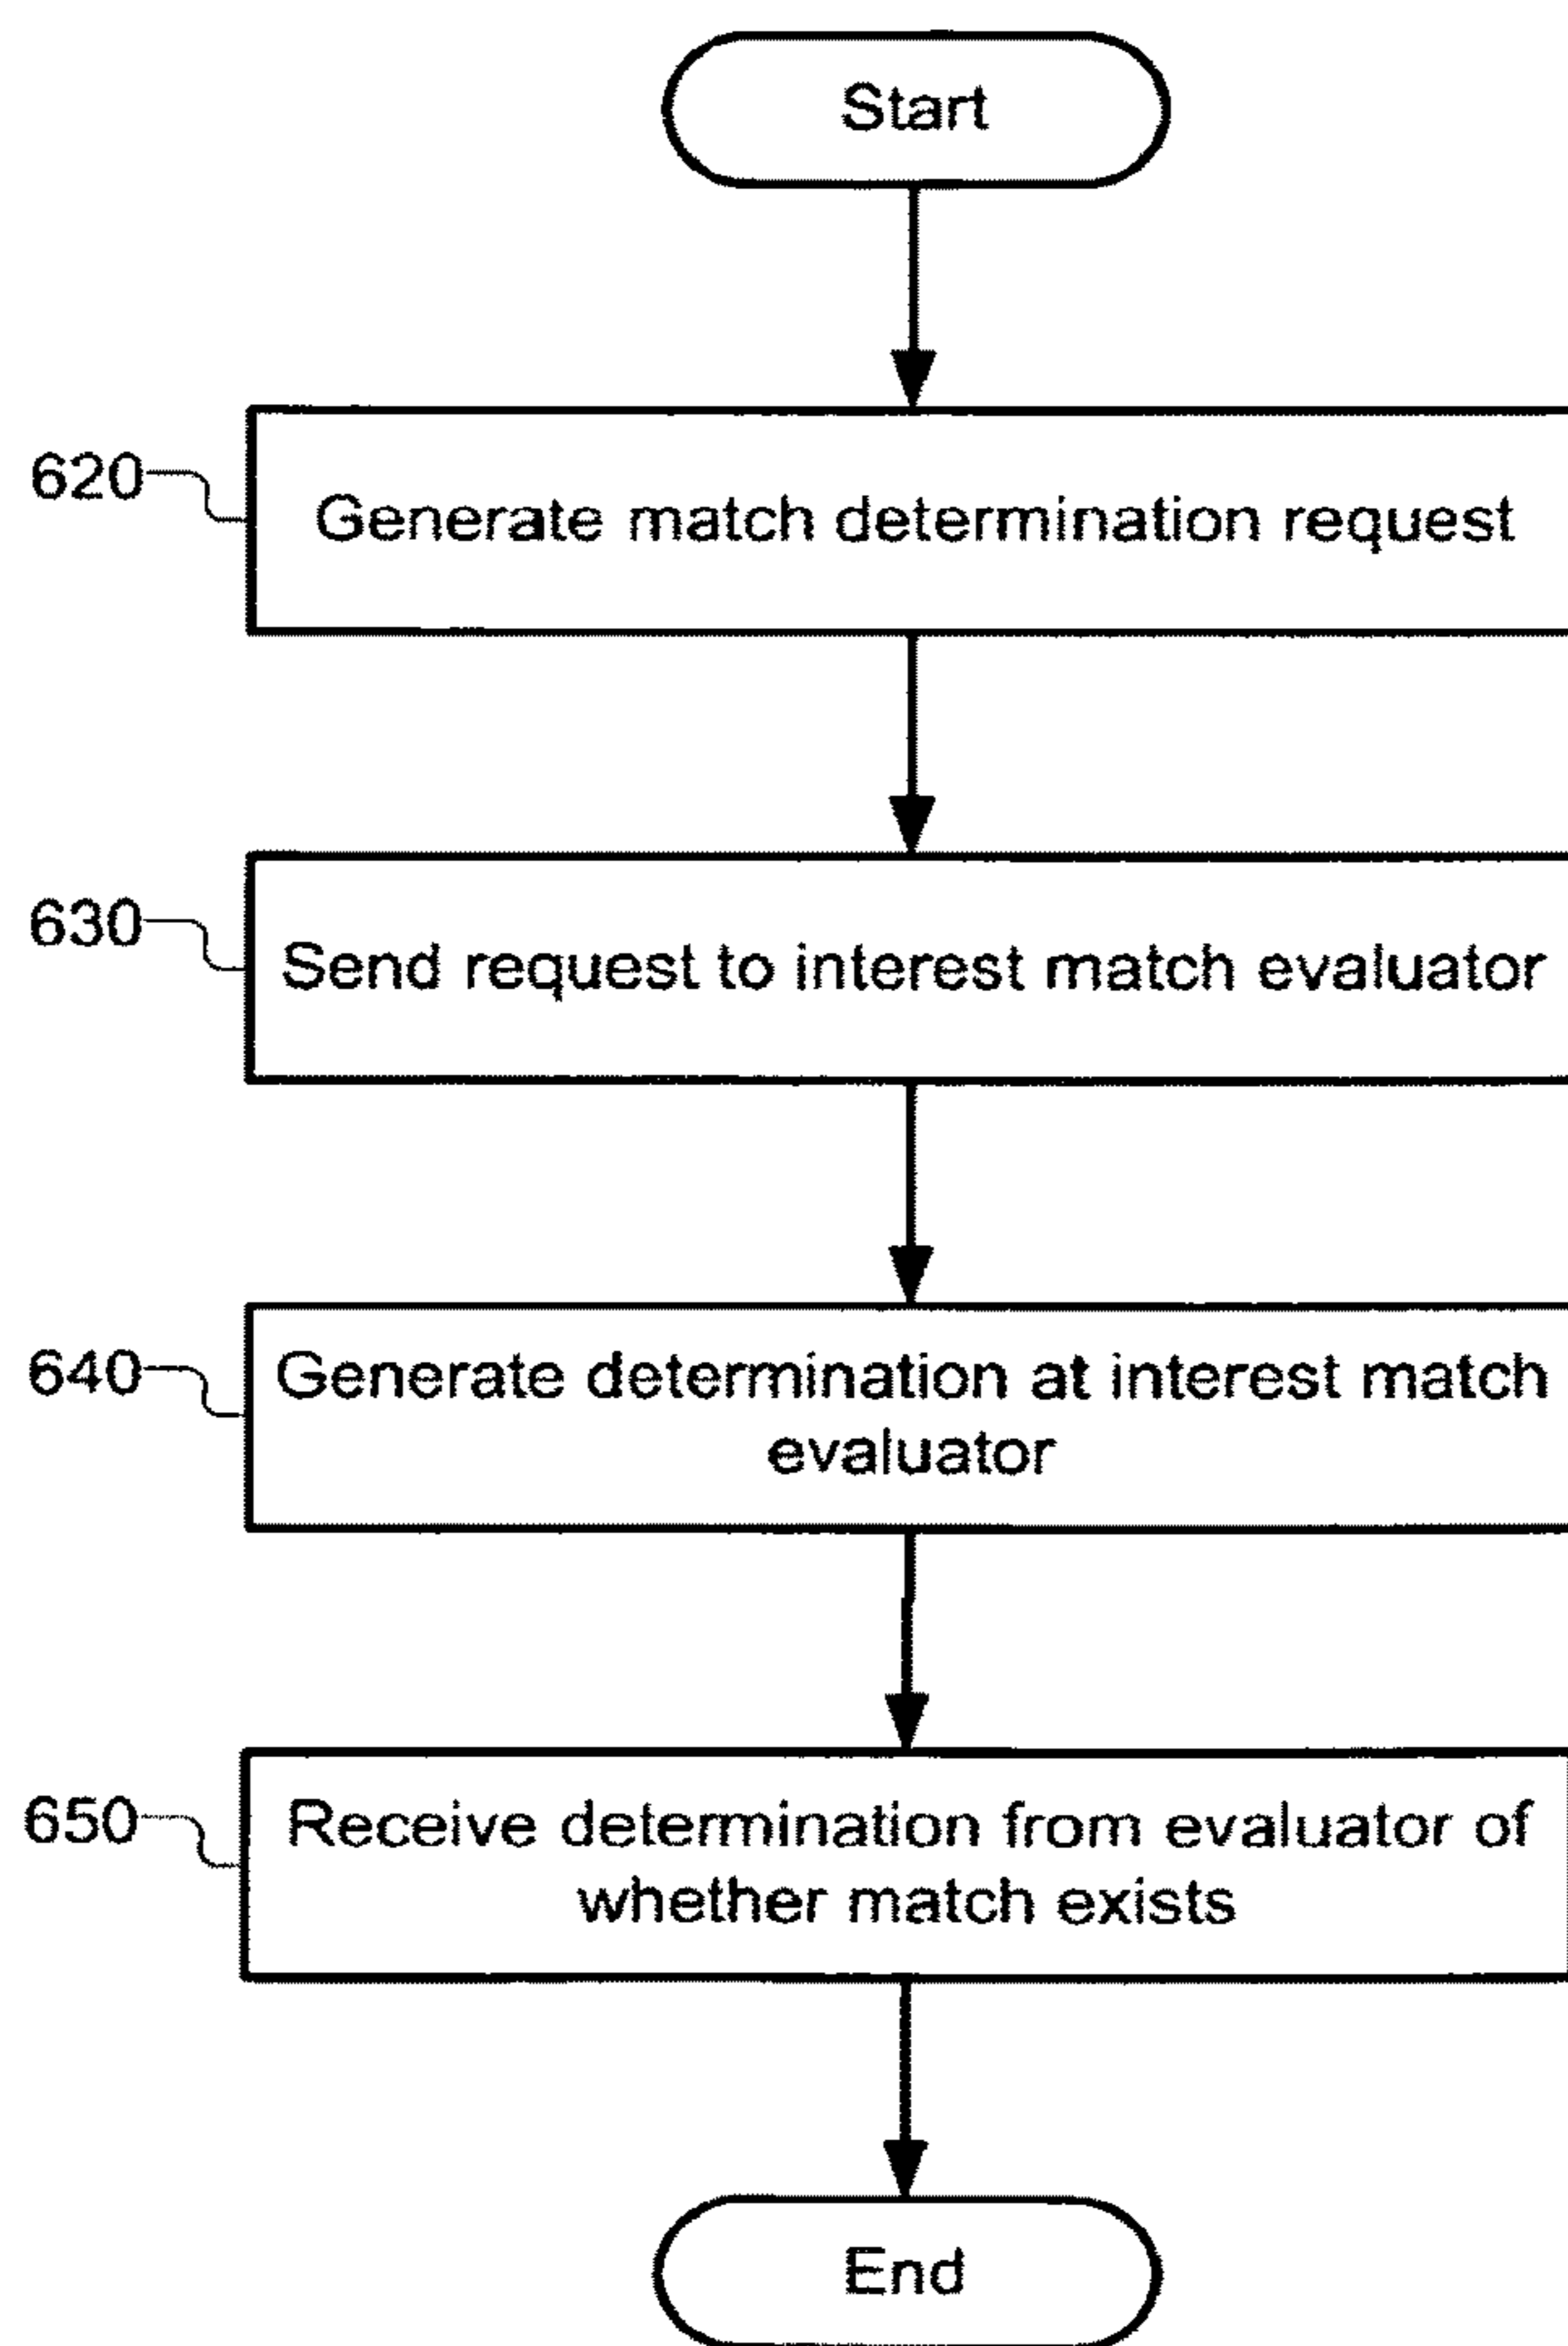 Start
620
Generate match determination request
630
Send request to interest match evaluator
640
Generate determination at interest match
evaluator
650
Receive determination from evaluator of
whether match exists
End